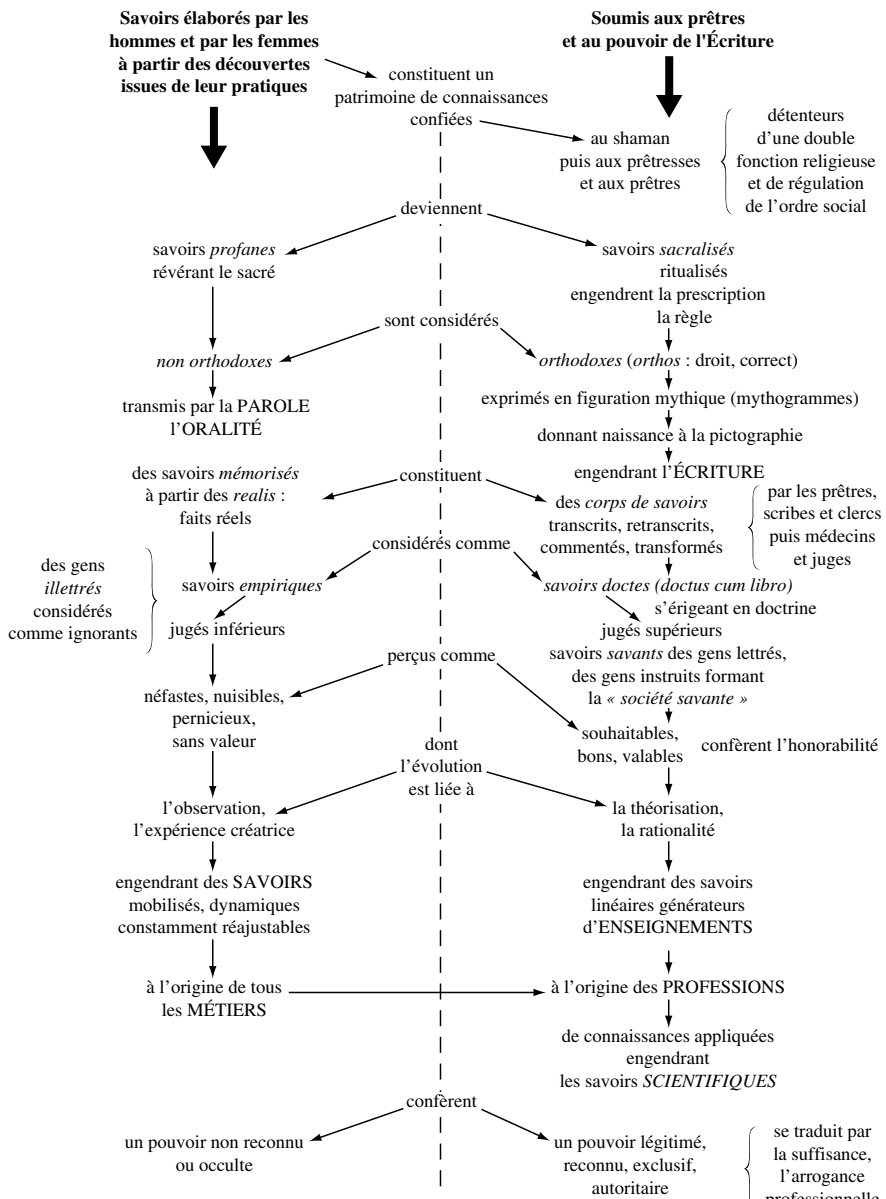 Savoirs élaborés par les
hommes et par les femmes
à partir des découvertes
issues de leur pratiques
Soumis aux prêtres
et au pouvoir de l'Écriture
constituent un
patrimoine de connaissances
confiées
au shaman
puis aux prêtresses
et aux prêtres
détenteurs
d'une double
fonction religieuse
et de régulation
de l'ordre social
deviennent
savoirs profanes
révérant le sacré
savoirs sacralisés
ritualisés
engendrent la prescription
la règle
sont considérés
non orthodoxes
orthodoxes (orthos : droit, correct)
transmis par la PAROLE
l'ORALITÉ
exprimés en figuration mythique (mythogrammes)
donnant naissance à la pictographie
engendrant l'ÉCRITURE
des savoirs mémorisés
à partir des realis :
faits réels
constituent
des corps de savoirs
transcrits, retranscrits,
commentés, transformés
par les prêtres,
scribes et clercs
puis médecins
et juges
considérés comme
des gens
illettrés
considérés
comme ignorants
savoirs empiriques
jugés inférieurs
savoirs doctes (doctus cum libro)
s'érigeant en doctrine
jugés supérieurs
savoirs savants des gens lettrés,
des gens instruits formant
la « société savante »
perçus comme
néfastes, nuisibles,
pernicieux,
sans valeur
souhaitables,
bons, valables
confèrent l'honorabilité
dont
l'évolution
est liée à
l'observation,
l'expérience créatrice
la théorisation,
la rationalité
engendrant des SAVOIRS
mobilisés, dynamiques
constamment réajustables
engendrant des savoirs
linéaires générateurs
d'ENSEIGNEMENTS
à l'origine de tous
les MÉTIERS
à l'origine des PROFESSIONS
de connaissances appliquées
engendrant
les savoirs SCIENTIFIQUES
confèrent
un pouvoir non reconnu
ou occulte
un pouvoir légitimé,
reconnu, exclusif,
autoritaire
se traduit par
la suffisance,
l'arrogance
professionnelle